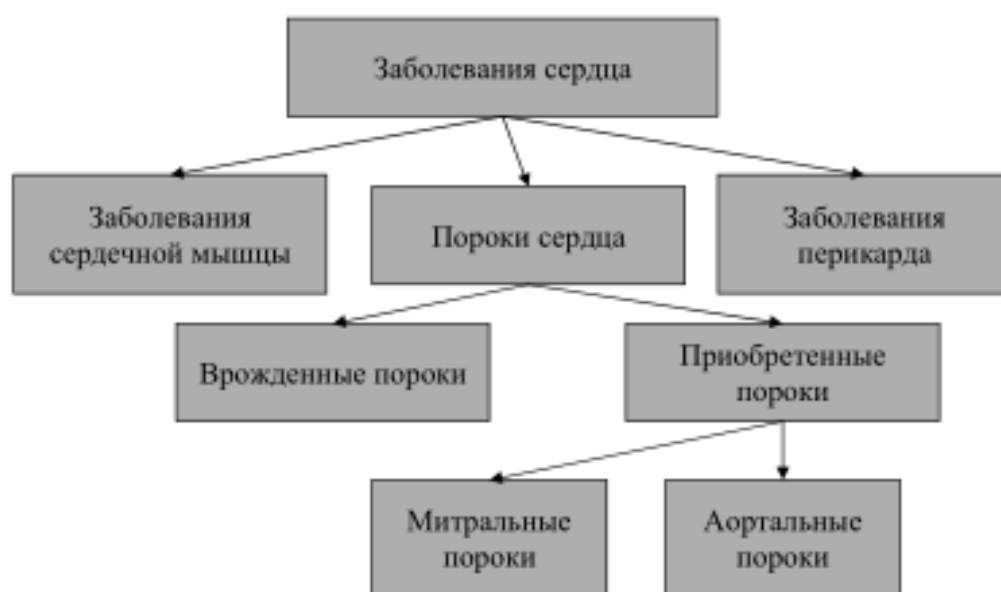 Заболевания сердца
Заболевания
сердечной мышцы
Пороки сердца
Заболевания
перикарда
Врожденные пороки
Приобретенные
пороки
Митральные
пороки
Аортальные
пороки